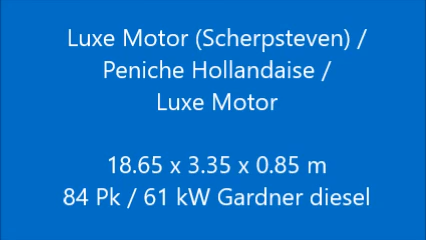 Luxe Motor (Scherpsteven) /
Peniche Hollandaise /
Luxe Motor
18.65 x 3.35 x 0.85 m
84 Pk / 61 kW Gardner diesel